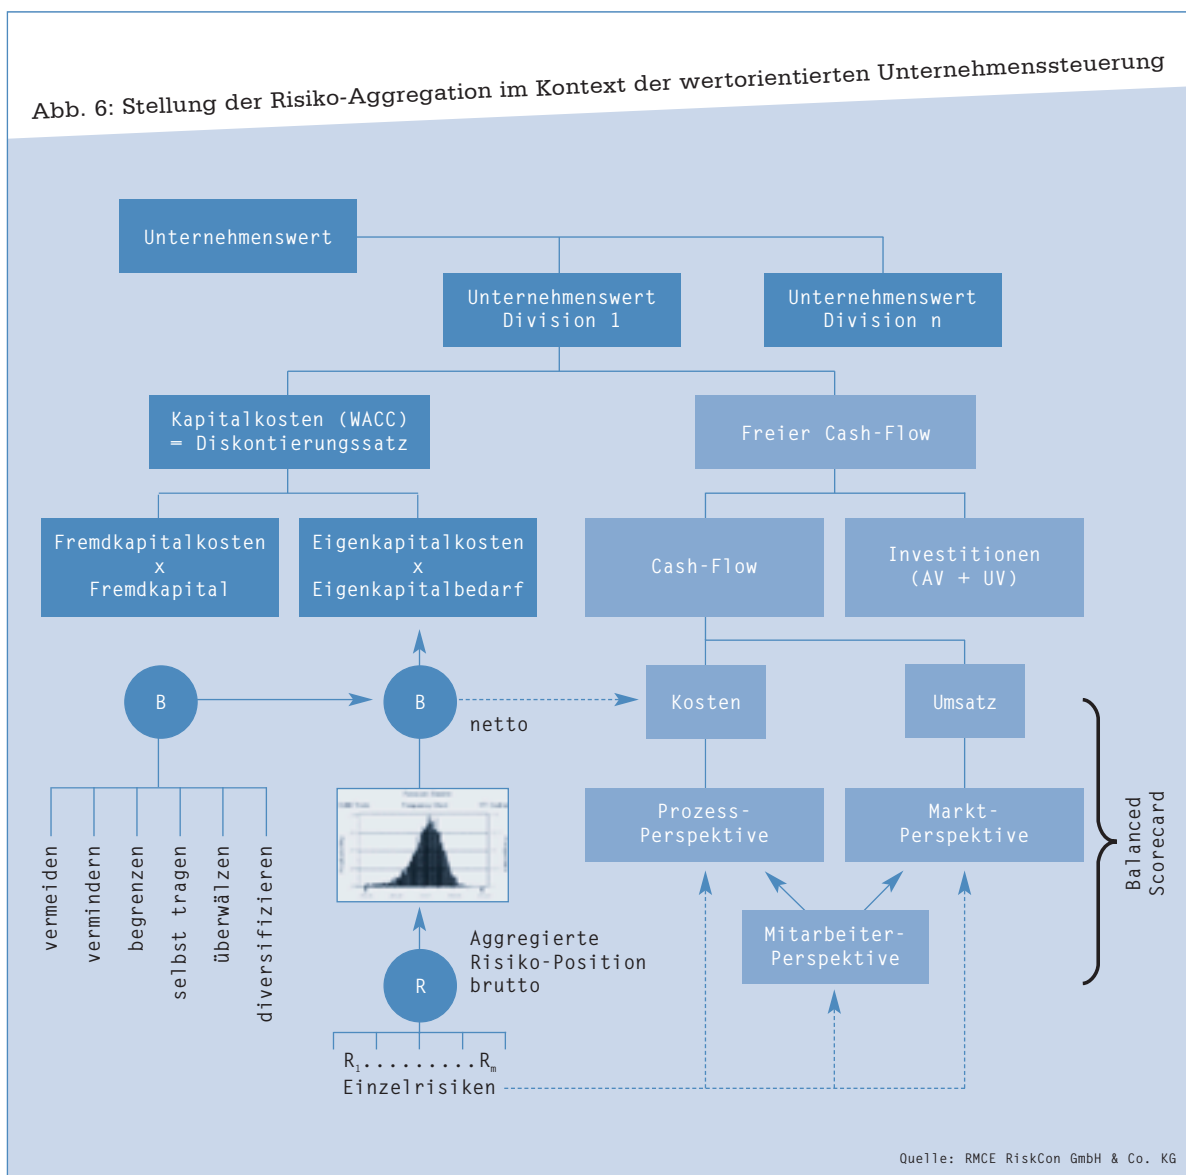 Abb. 6: Stellung der Risiko-Aggregation im Kontext der wertorientierten Unternehmenssteuerung
Unternehmenswert
Unternehmenswert
Division 1
Unternehmenswert
Division n
Kapitalkosten (WACC)
= Diskontierungssatz
Freier Cash-Flow
Fremdkapitalkosten
x
Fremdkapital
Eigenkapitalkosten
x
Eigenkapitalbedarf
Cash-Flow
Investitionen
(AV + UV)
B
B
netto
Kosten
Umsatz
vermeiden
vermindern
begrenzen
selbst tragen
überwälzen
diversifizieren
Prozess-
Perspektive
Markt-
Perspektive
Balanced
Scorecard
Mitarbeiter-
Perspektive
Aggregierte
Risiko-Position
brutto
R
R₁.........Rₘ
Einzelrisiken
Quelle: RMCE RiskCon GmbH & Co. KG